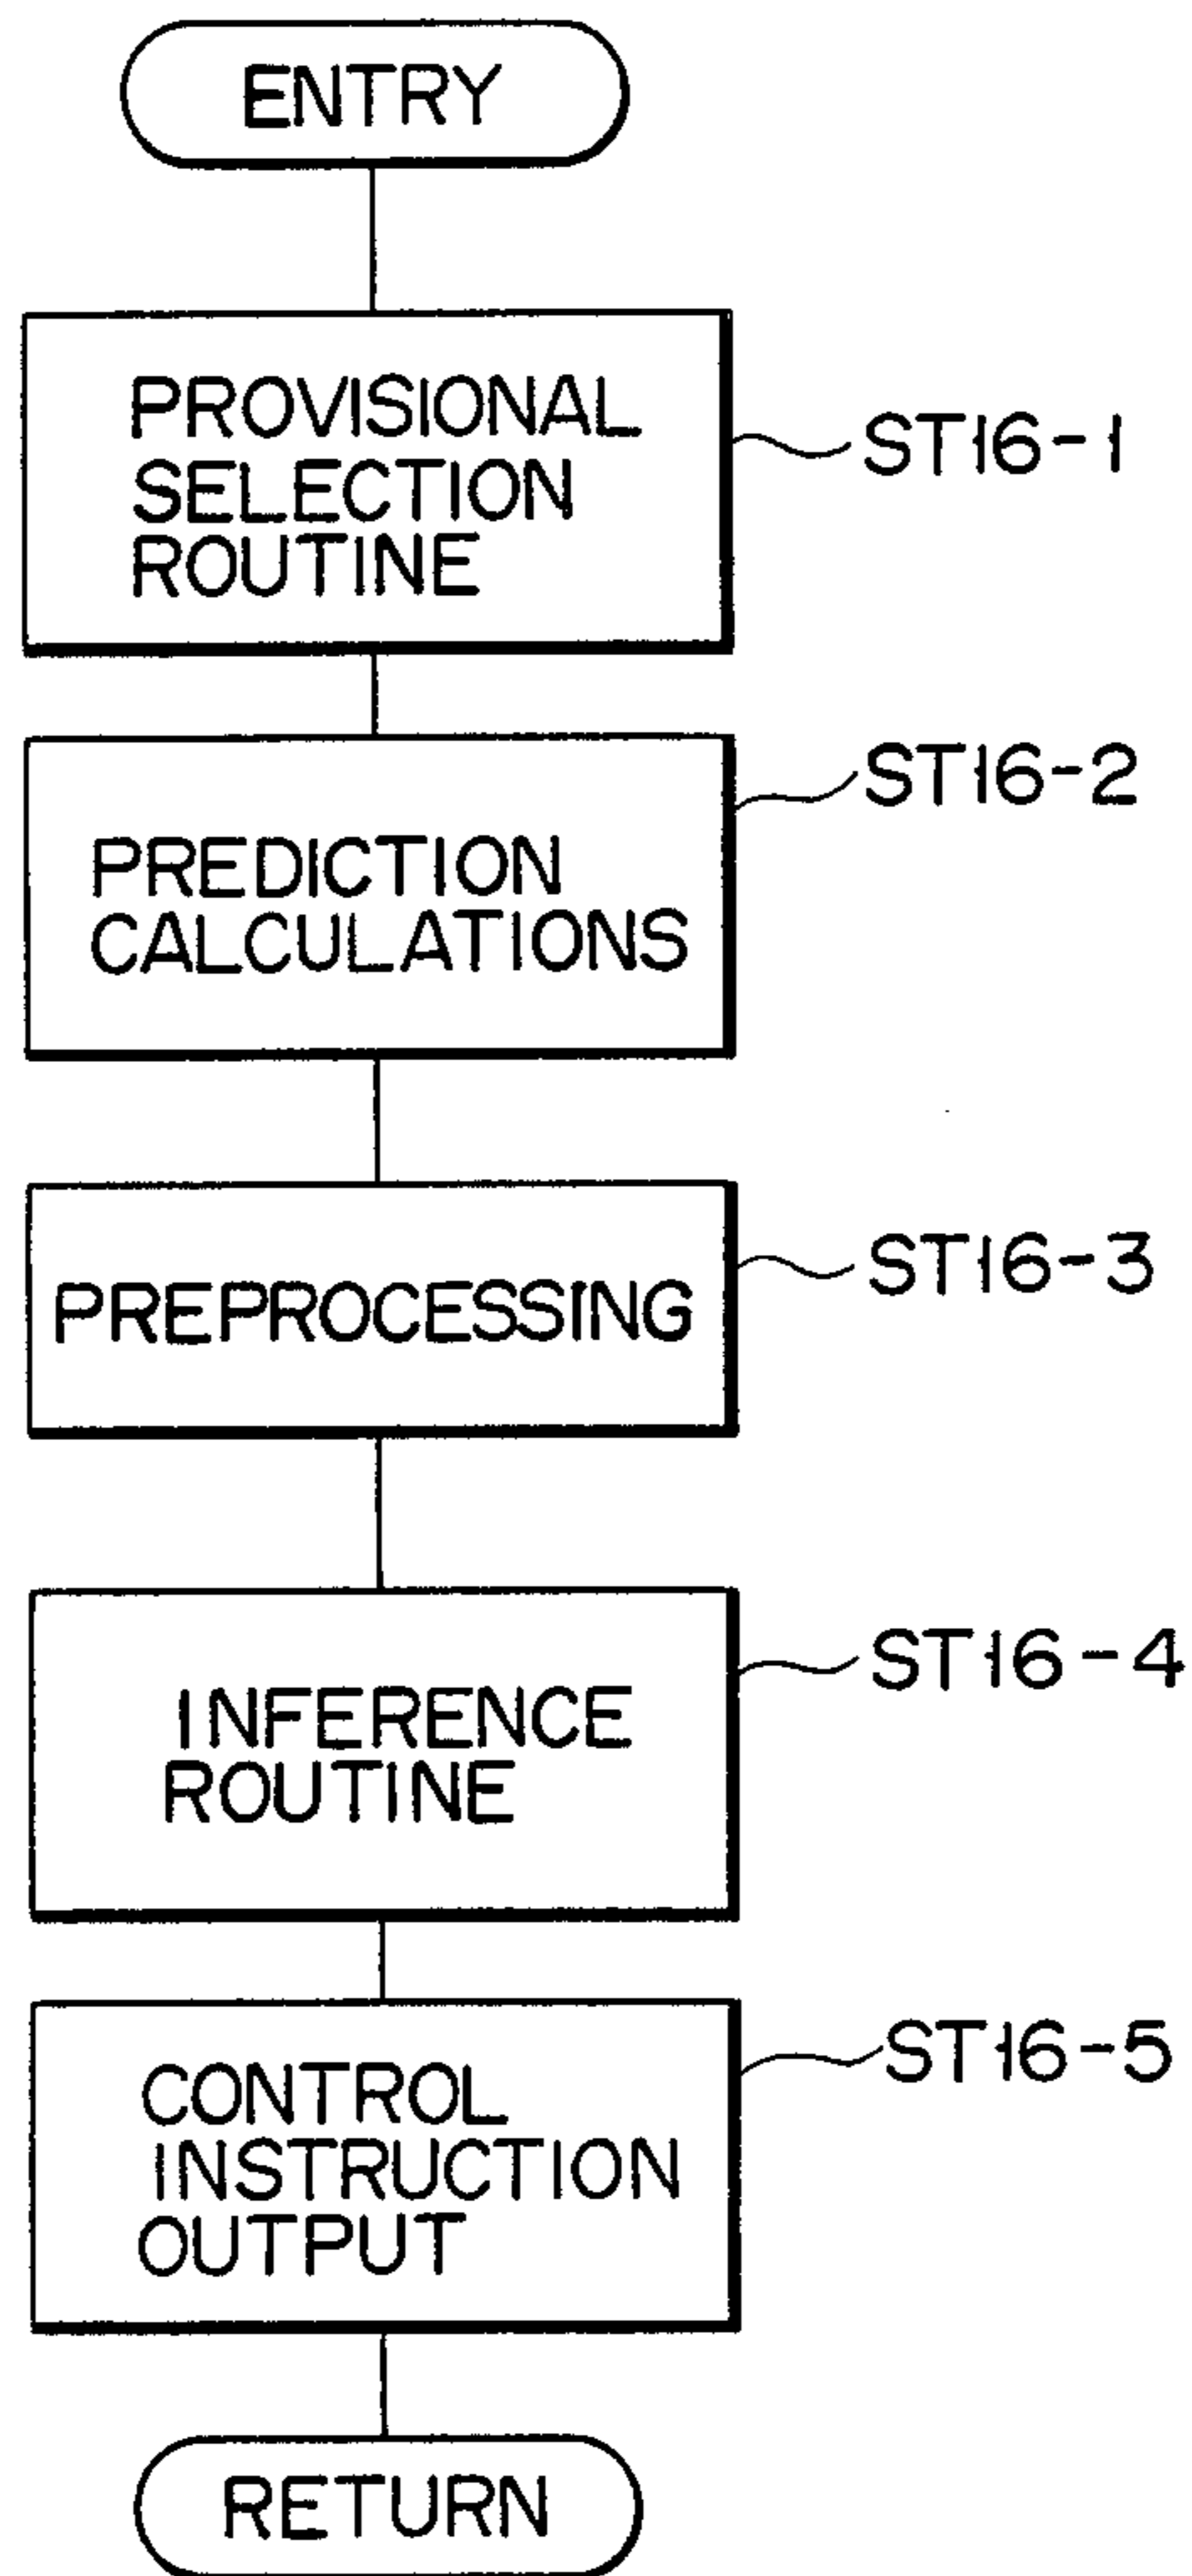 ENTRY
PROVISIONAL
SELECTION
ROUTINE
ST16-1
PREDICTION
CALCULATIONS
ST16-2
PREPROCESSING
ST16-3
INFERENCE
ROUTINE
ST16-4
CONTROL
INSTRUCTION
OUTPUT
ST16-5
RETURN